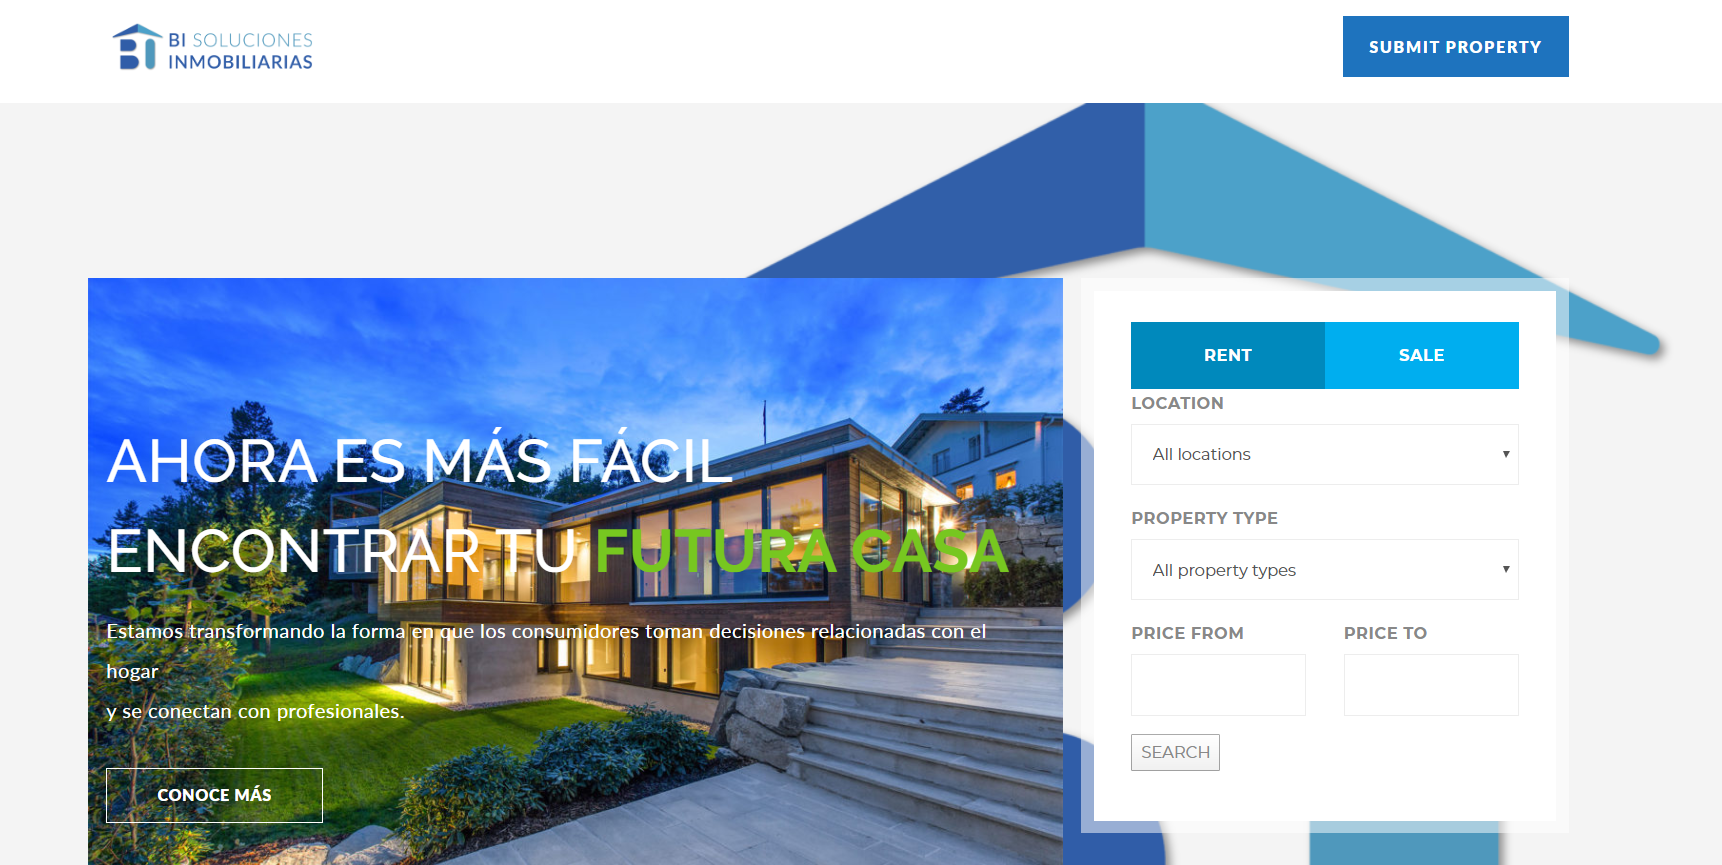 BI SOLUCIONES
INMOBILIARIAS
SUBMIT PROPERTY
AHORA ES MÁS FÁCIL
ENCONTRAR TU FUTURA CASA
Estamos transformando la forma en que los consumidores toman decisiones relacionadas con el
hogar
y se conectan con profesionales.
CONOCE MÁS
RENT SALE
LOCATION
All locations
PROPERTY TYPE
All property types
PRICE FROM PRICE TO
SEARCH